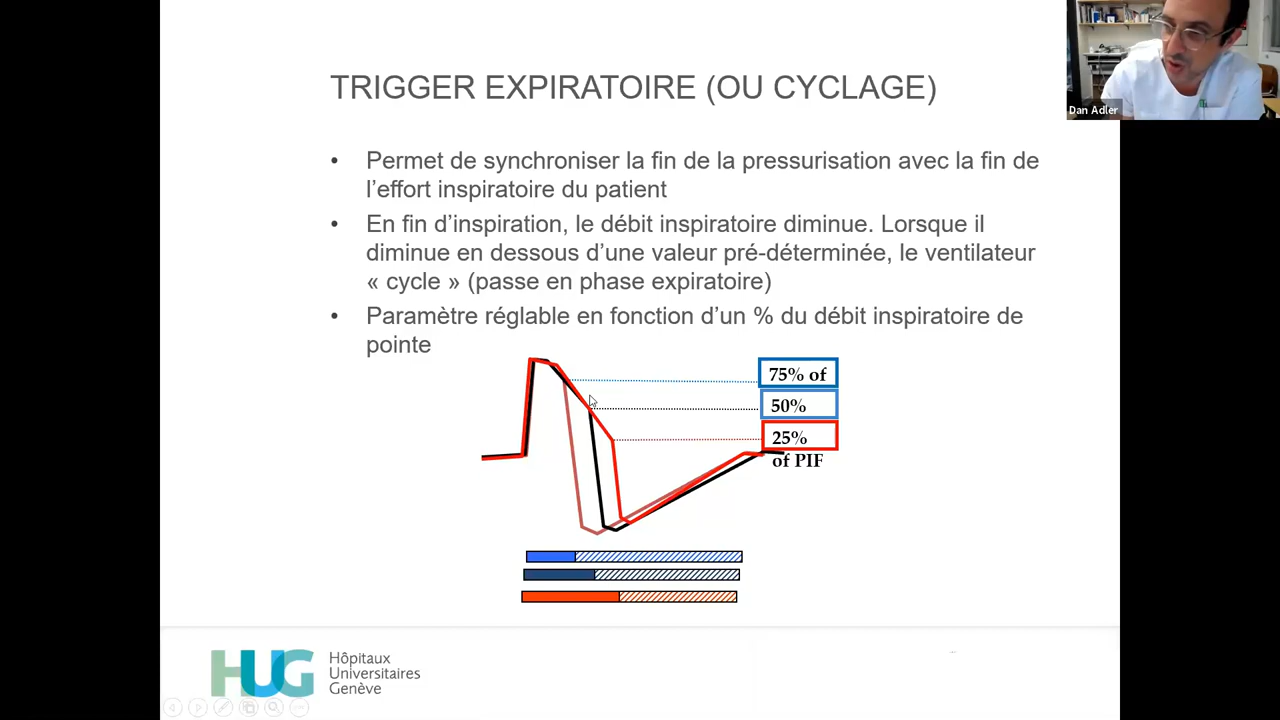 TRIGGER EXPIRATOIRE (OU CYCLAGE)
Dan Adler
• Permet de synchroniser la fin de la pressurisation avec la fin de
l’effort inspiratoire du patient
• En fin d’inspiration, le débit inspiratoire diminue. Lorsque il
diminue en dessous d’une valeur pré-déterminée, le ventilateur
« cycle » (passe en phase expiratoire)
• Paramètre réglable en fonction d’un % du débit inspiratoire de
pointe
75% of
50%
25%
of PIF
HUG
Hôpitaux
Universitaires
Genève